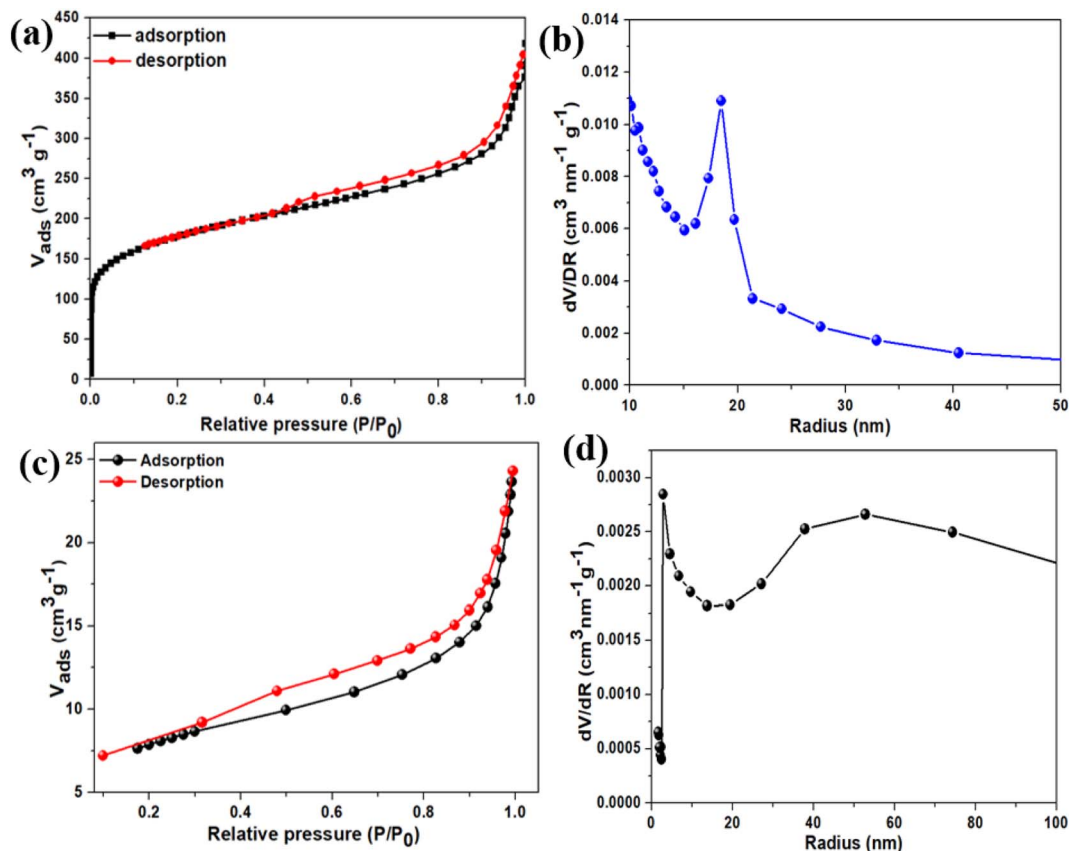 (a)
adsorption
desorption
450
400
350
300
250
200
150
100
50
0
V_ads (cm³ g⁻¹)
0.0 0.2 0.4 0.6 0.8 1.0
Relative pressure (P/P₀)
(b)
0.014
0.012
0.010
0.008
0.006
0.004
0.002
0.000
dV/DR (cm³ nm⁻¹ g⁻¹)
10 20 30 40 50
Radius (nm)
(c)
Adsorption
Desorption
25
20
15
10
5
V_ads (cm³g⁻¹)
0.2 0.4 0.6 0.8 1.0
Relative pressure (P/P₀)
(d)
0.0030
0.0025
0.0020
0.0015
0.0010
0.0005
0.0000
dV/dR (cm³nm⁻¹g⁻¹)
0 20 40 60 80 100
Radius (nm)